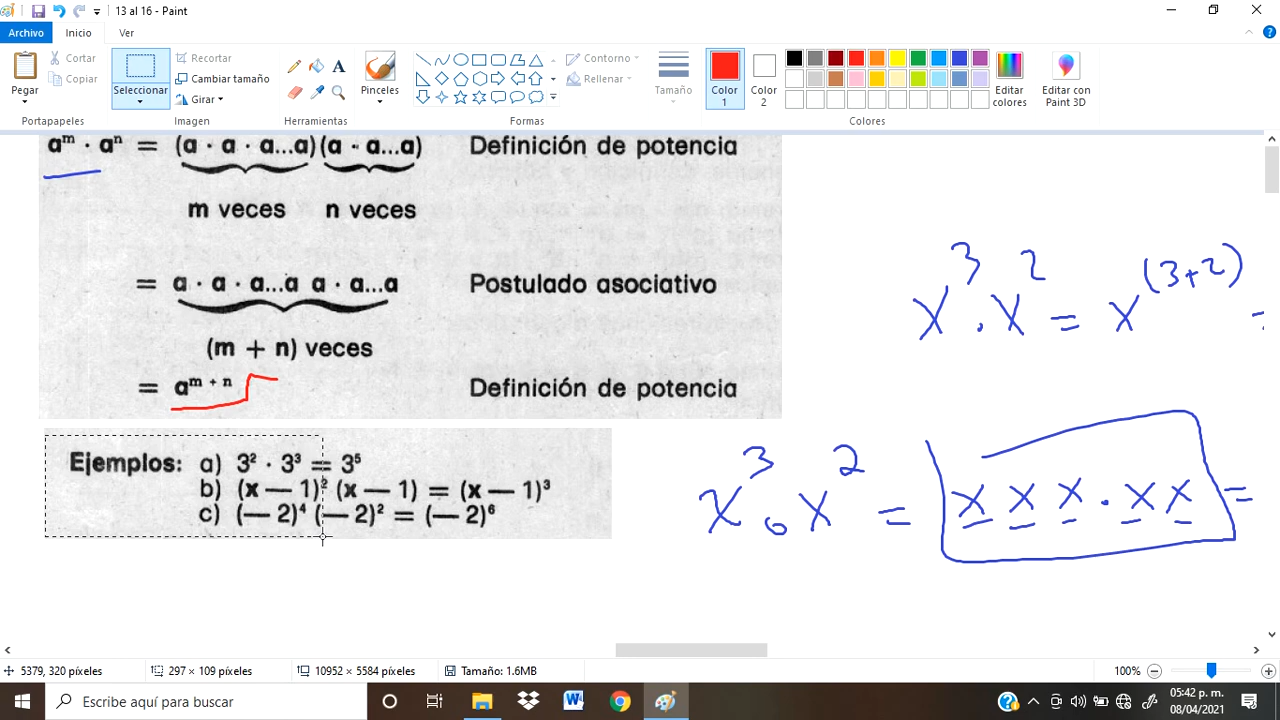 13 al 16 - Paint
Archivo Inicio Ver
Pegar
Cortar
Copiar
Portapapeles
Seleccionar
Recortar
Cambiar tamaño
Girar
Imagen
Herramientas
Pinceles
Formas
Contorno
Rellenar
Tamaño
Color 1
Color 2
Editar colores
Editar con Paint 3D
Colores
aᵐ · aⁿ = (a · a · a...a)(a · a...a) Definición de potencia
m veces n veces
= a · a · a...a a · a...a Postulado asociativo
(m + n) veces
= aᵐ ⁺ ⁿ Definición de potencia
x³ . x² = x⁽³⁺²⁾ =
Ejemplos: a) 3² · 3³ = 3⁵
b) (x — 1)² (x — 1) = (x — 1)³
c) (— 2)⁴ (— 2)² = (— 2)⁶
x³ . x² = x x x . x x =
5379, 320 píxeles 297 × 109 píxeles 10952 × 5584 píxeles Tamaño: 1.6MB 100%
Escribe aquí para buscar
05:42 p. m.
08/04/2021